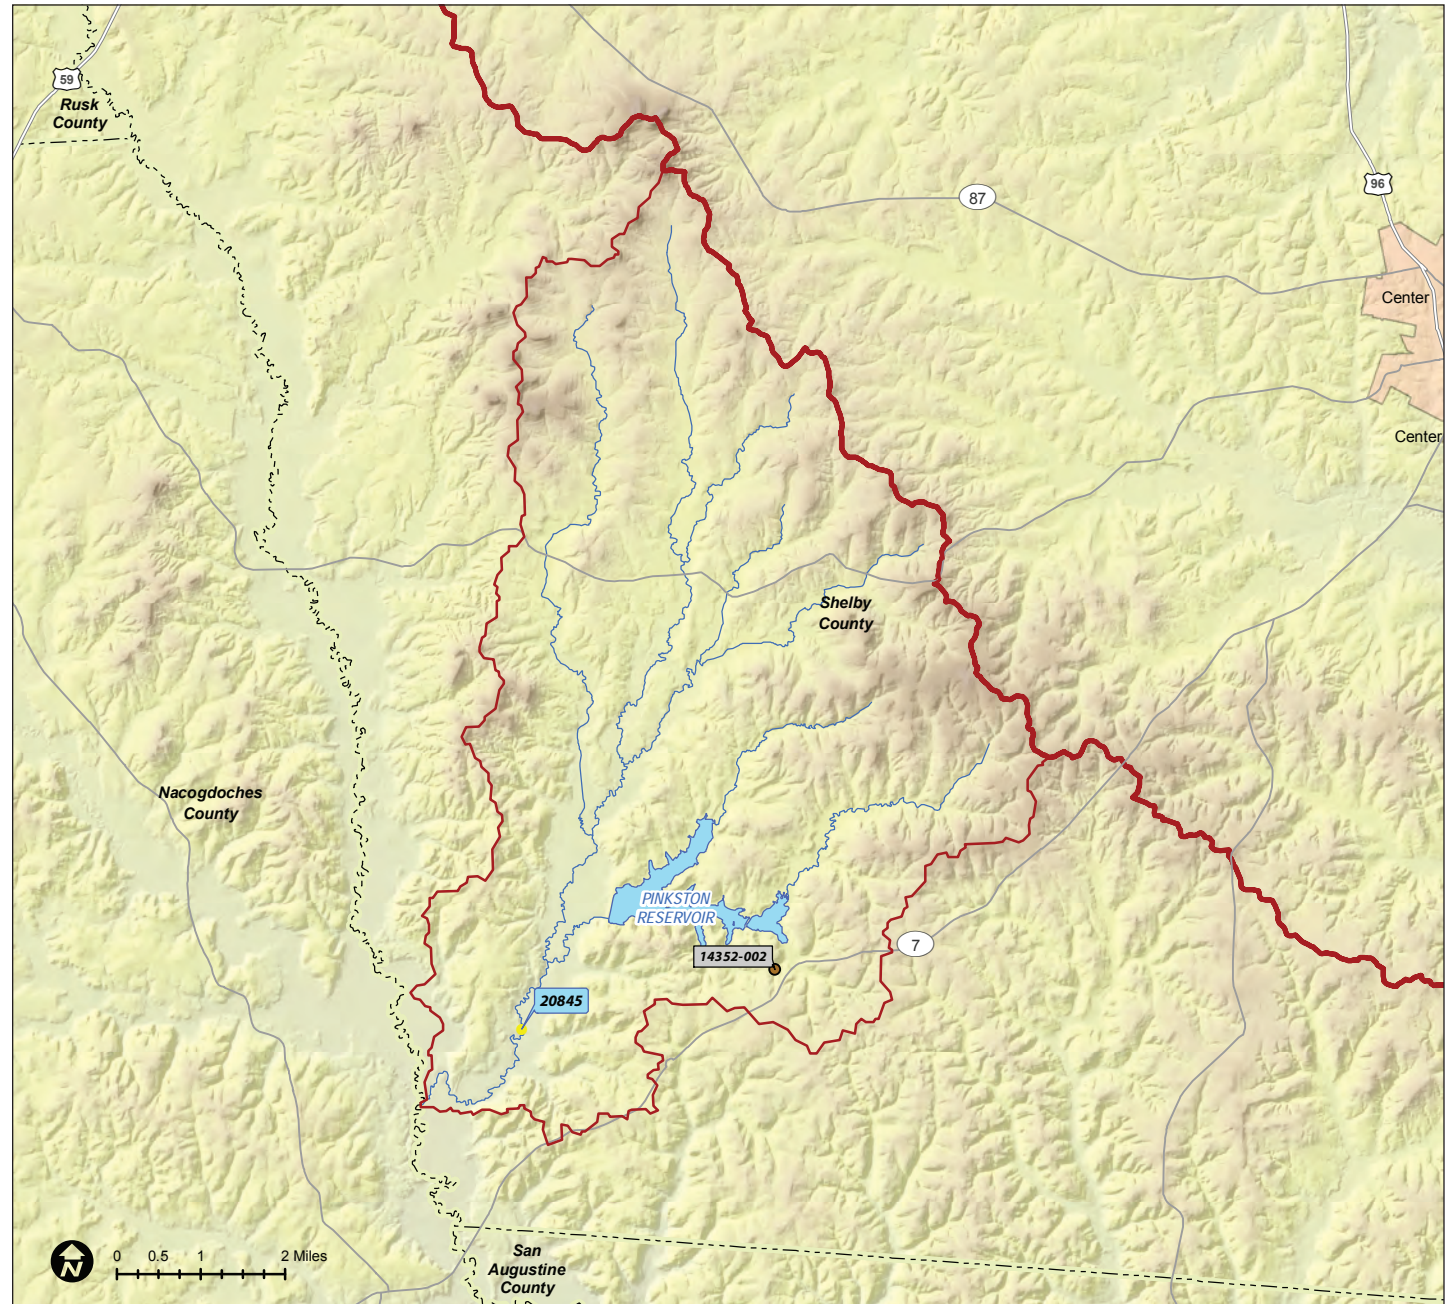 59
Rusk
County
96
87
Center
Center
Shelby
County
Nacogdoches
County
PINKSTON
RESERVOIR
7
14352-002
20845
N
0 0.5 1 2 Miles
San
Augustine
County